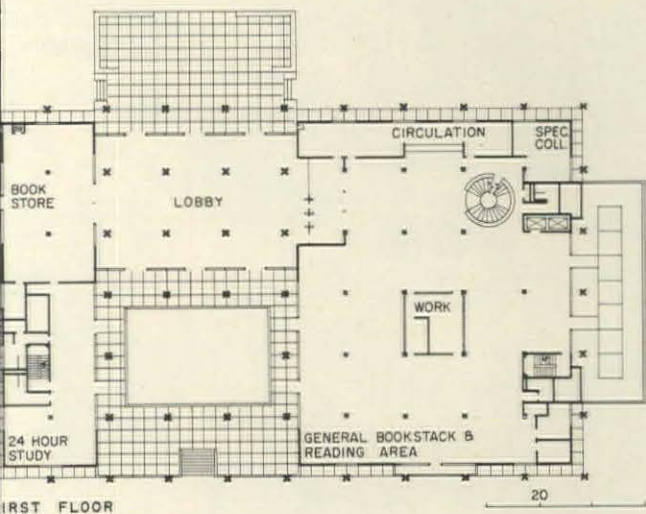 CIRCULATION
SPEC.
COLL.
BOOK
STORE
LOBBY
WORK
24 HOUR
STUDY
GENERAL BOOKSTACK &
READING AREA
IRST FLOOR
20